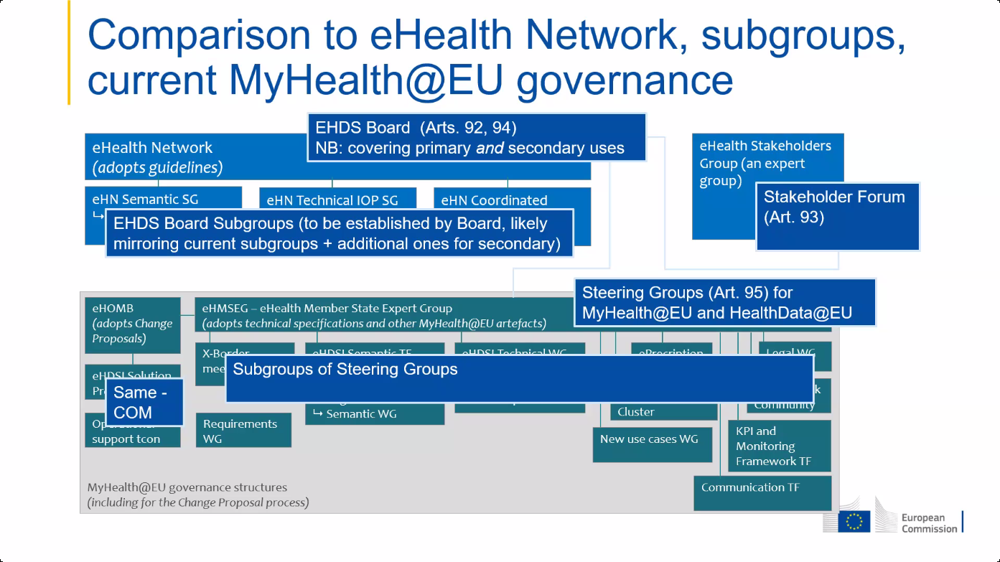 Comparison to eHealth Network, subgroups,
current MyHealth@EU governance
EHDS Board (Arts. 92, 94)
NB: covering primary and secondary uses
eHealth Network
(adopts guidelines)
eHealth Stakeholders
Group (an expert
group)
Stakeholder Forum
(Art. 93)
eHN Semantic SG
↳
eHN Technical IOP SG
eHN Coordinated
EHDS Board Subgroups (to be established by Board, likely
mirroring current subgroups + additional ones for secondary)
Steering Groups (Art. 95) for
MyHealth@EU and HealthData@EU
eHOMB
(adopts Change
Proposals)
eHMSEG – eHealth Member State Expert Group
(adopts technical specifications and other MyHealth@EU artefacts)
X-Border
eHDSI Semantic TF
eHDSI Technical WG
ePrescription
Legal WG
Subgroups of Steering Groups
eHDSI Solution
Same -
COM
↳ Semantic WG
Cluster
Community
Operational
support tcon
Requirements
WG
New use cases WG
KPI and
Monitoring
Framework TF
Communication TF
MyHealth@EU governance structures
(including for the Change Proposal process)
European
Commission